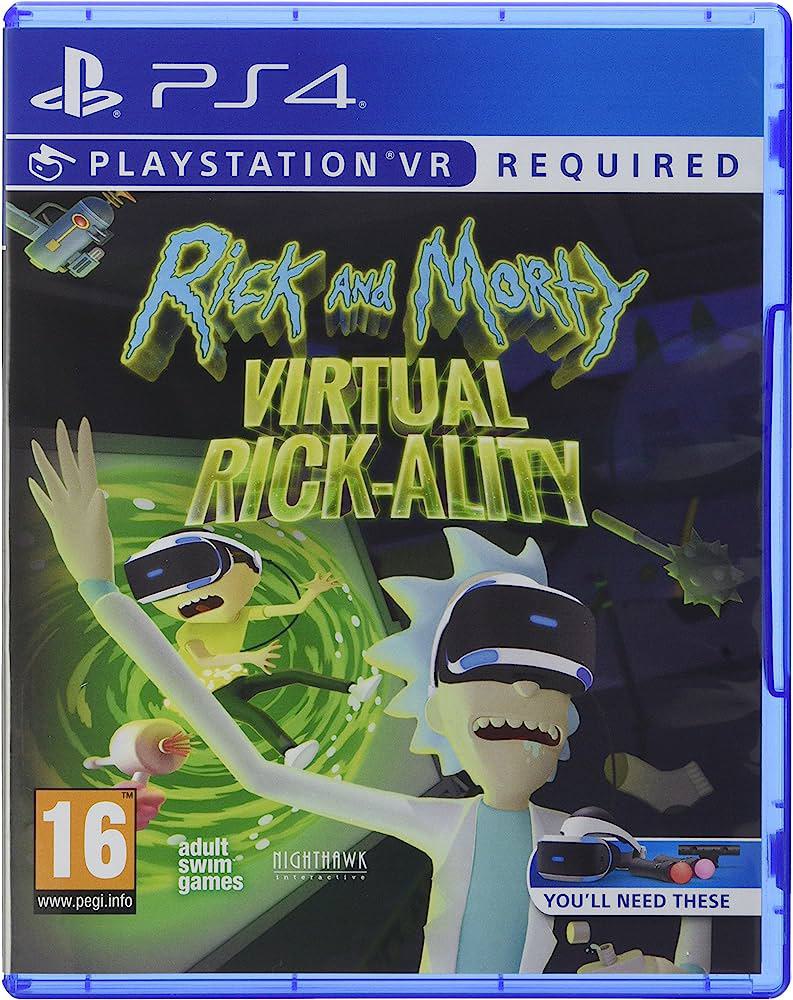 PS4
PLAYSTATION®VR REQUIRED
Rick and Morty
VIRTUAL
RICK-ALITY
16™
www.pegi.info
adult
swim
games
NIGHTHAWK
interactive
YOU'LL NEED THESE